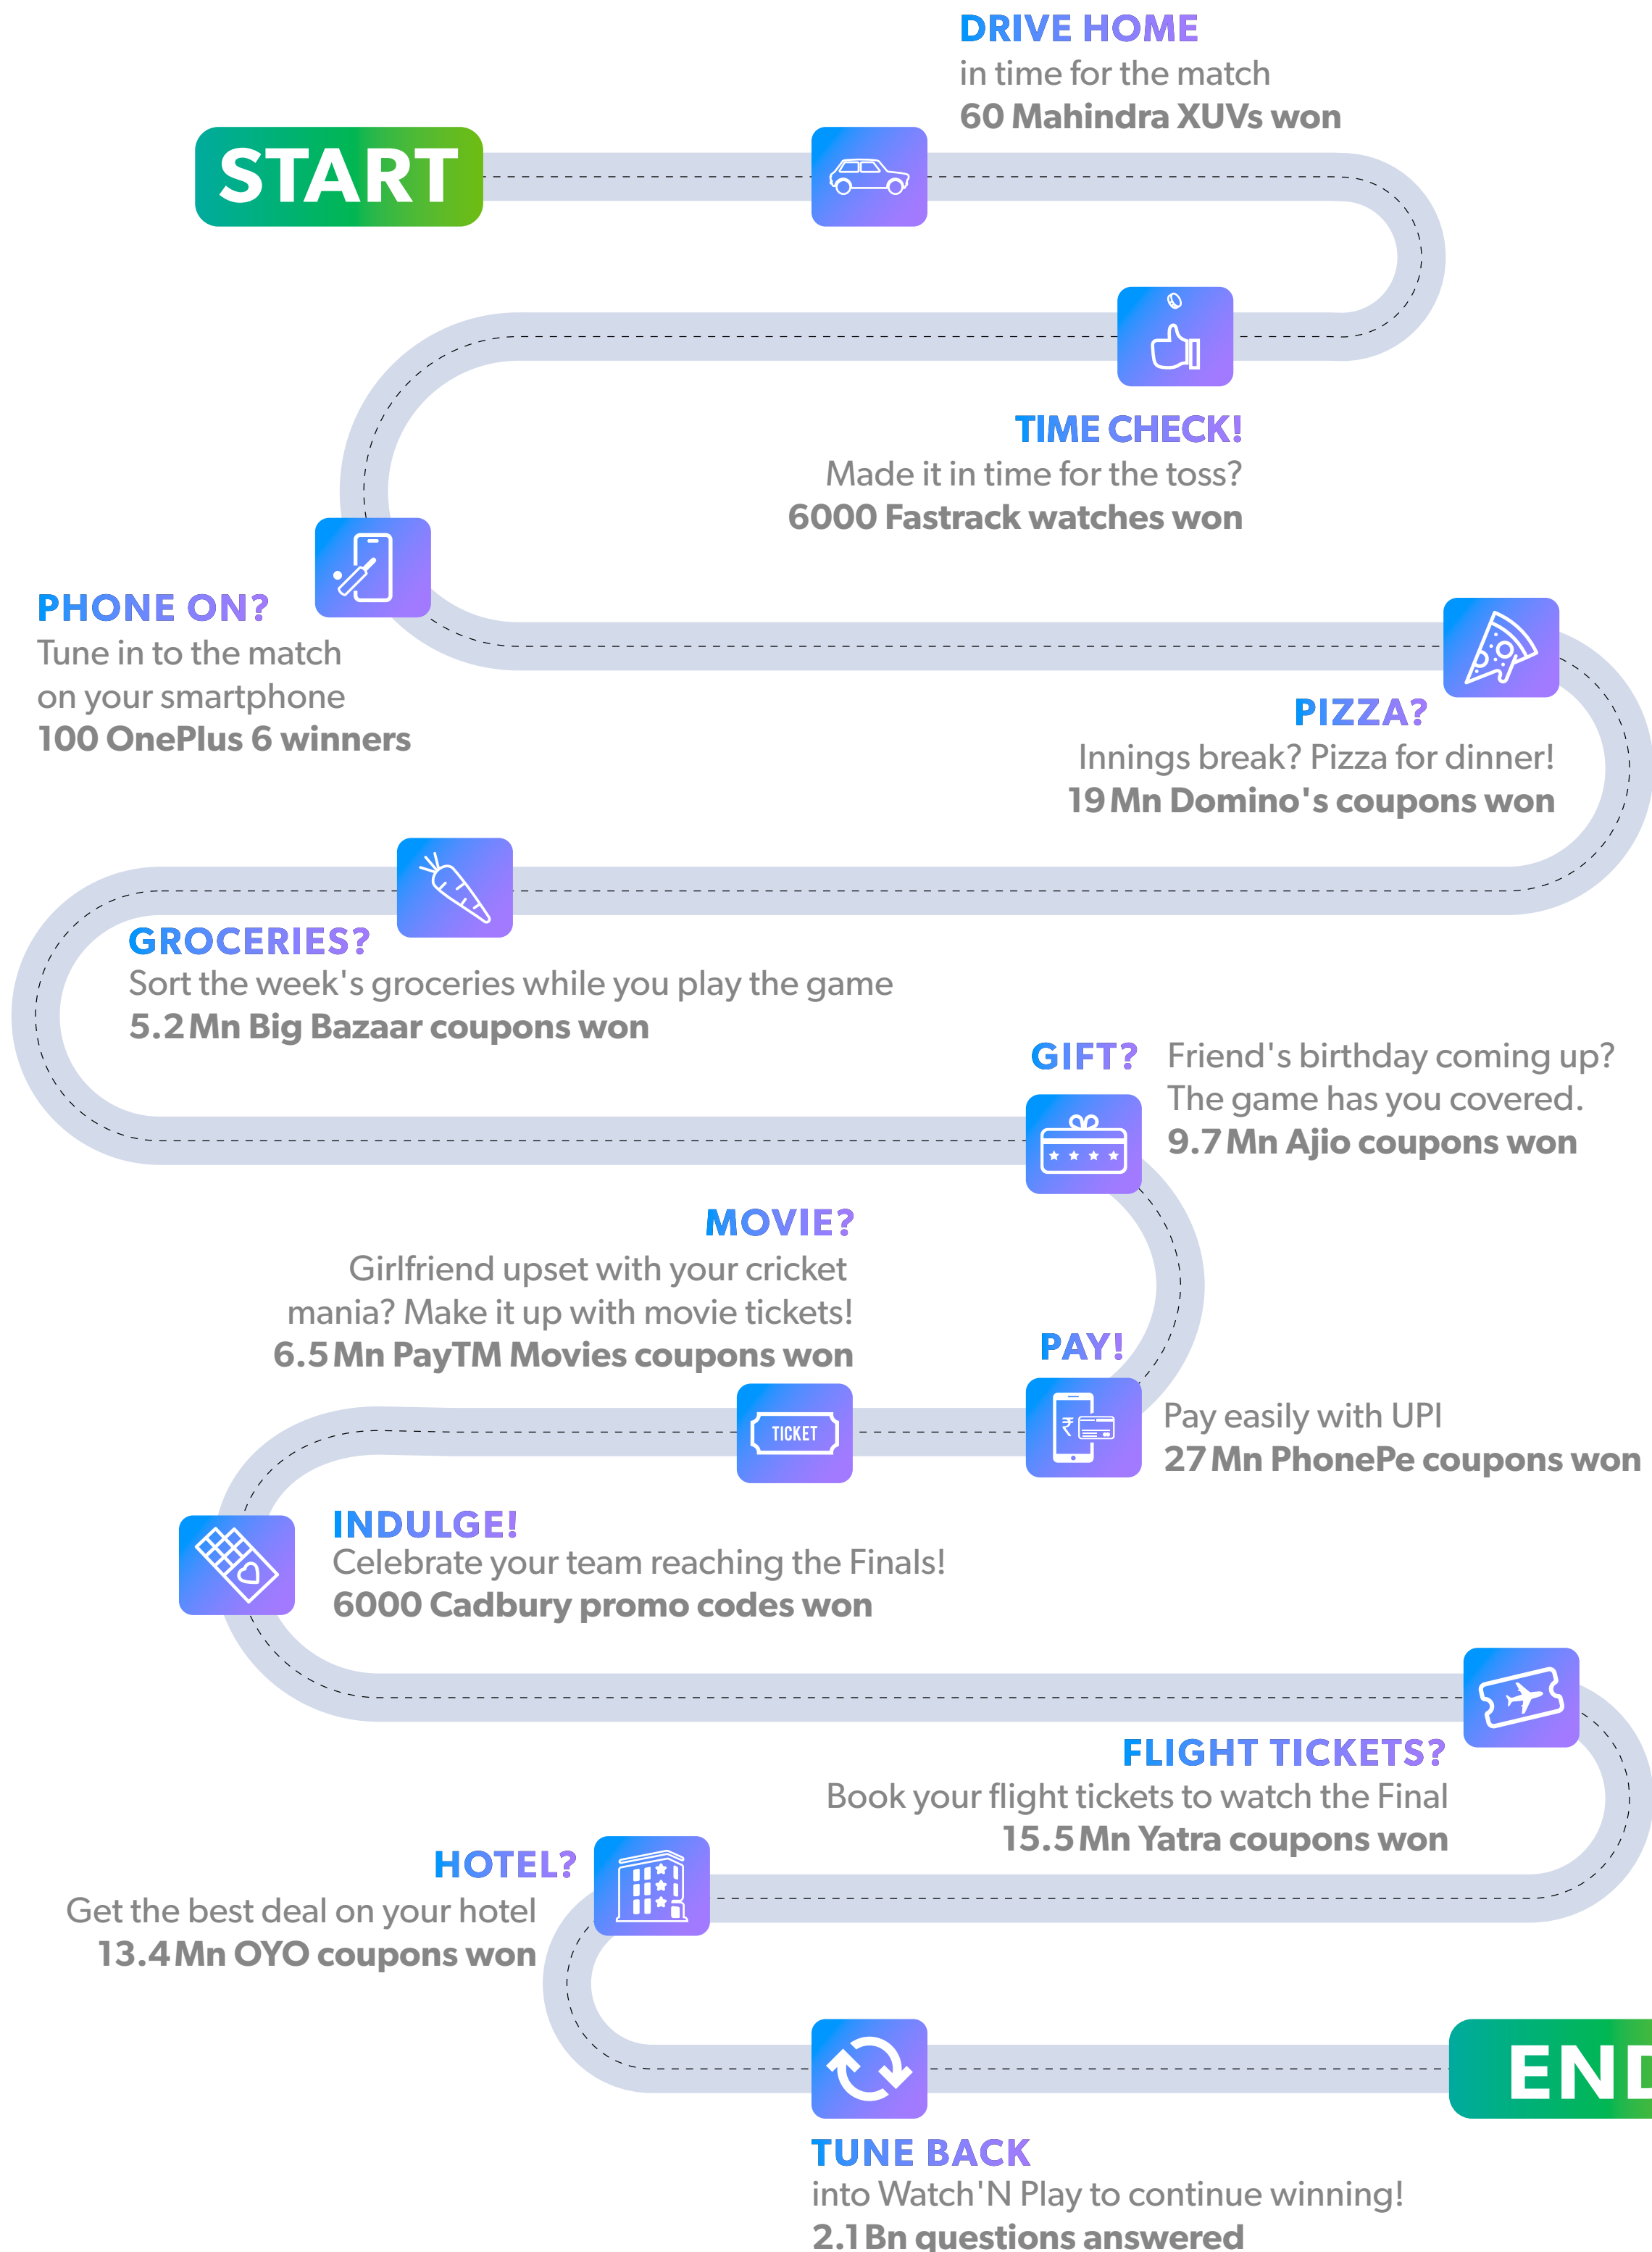 DRIVE HOME
in time for the match
60 Mahindra XUVs won
START
TIME CHECK!
Made it in time for the toss?
6000 Fastrack watches won
PHONE ON?
Tune in to the match
on your smartphone
100 OnePlus 6 winners
PIZZA?
Innings break? Pizza for dinner!
19 Mn Domino's coupons won
GROCERIES?
Sort the week's groceries while you play the game
5.2 Mn Big Bazaar coupons won
GIFT?
Friend's birthday coming up?
The game has you covered.
9.7 Mn Ajio coupons won
PAY!
₹
Pay easily with UPI
27 Mn PhonePe coupons won
MOVIE?
Girlfriend upset with your cricket
mania? Make it up with movie tickets!
6.5 Mn PayTM Movies coupons won
TICKET
INDULGE!
Celebrate your team reaching the Finals!
6000 Cadbury promo codes won
FLIGHT TICKETS?
Book your flight tickets to watch the Final
15.5 Mn Yatra coupons won
HOTEL?
Get the best deal on your hotel
13.4 Mn OYO coupons won
TUNE BACK
into Watch'N Play to continue winning!
2.1 Bn questions answered
END